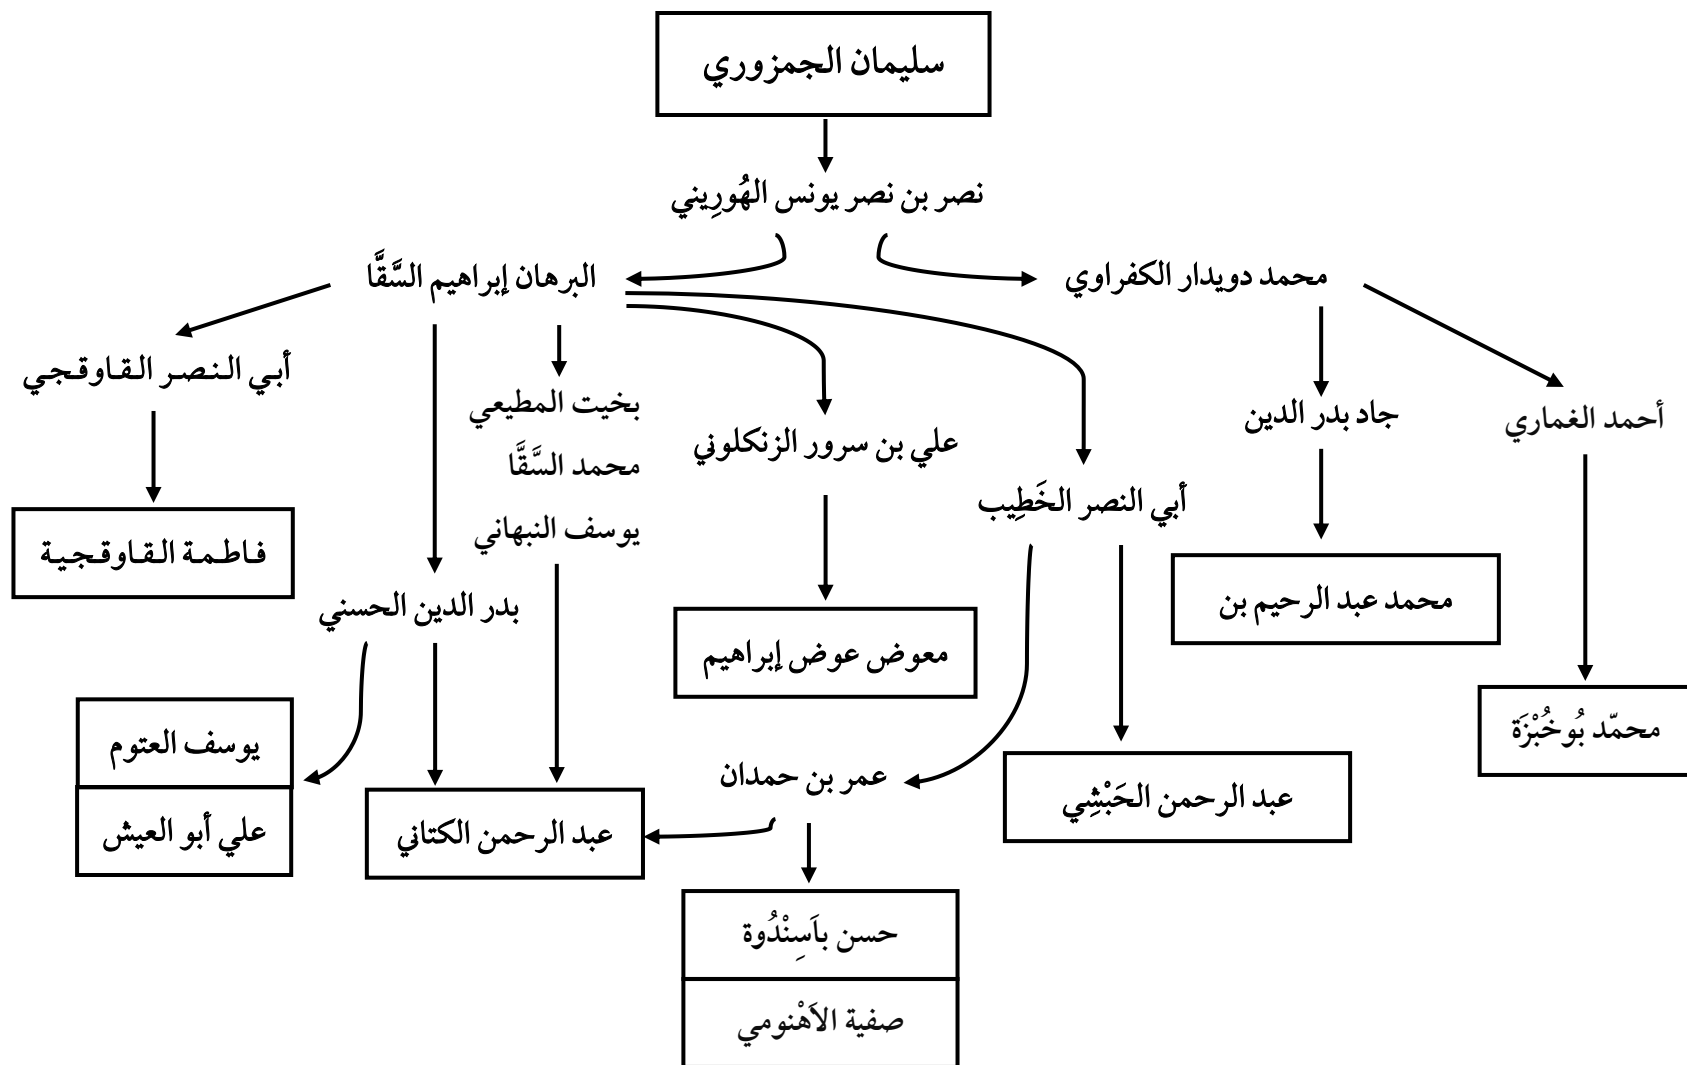 سليمان الجمزوري
نصر بن نصر يونس الهُورِيني
محمد دويدار الكفراوي
البرهان إبراهيم السَّقَّا
أبي النصر القاوقجي
بخيت المطيعي
محمد السَّقَّا
يوسف النبهاني
علي بن سرور الزنكلوني
أبي النصر الخَطِيب
جاد بدر الدين
أحمد الغماري
فاطمة القاوقجية
بدر الدين الحسني
معوض عوض إبراهيم
محمد عبد الرحيم بن
محمّد بُوخُبْزَة
يوسف العتوم
علي أبو العيش
عبد الرحمن الكتاني
عمر بن حمدان
عبد الرحمن الحَبْشِي
حسن باَسِنْدُوة
صفية الاَهْنومي